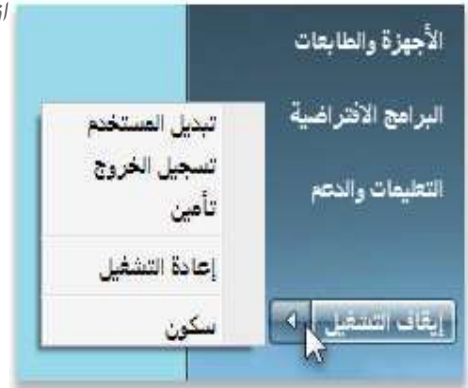 الأجهزة والطابعات
البرامج الافتراضية
التعليمات والدعم
إيقاف التشغيل
تبديل المستخدم
تسجيل الخروج
تأمين
إعادة التشغيل
سكون